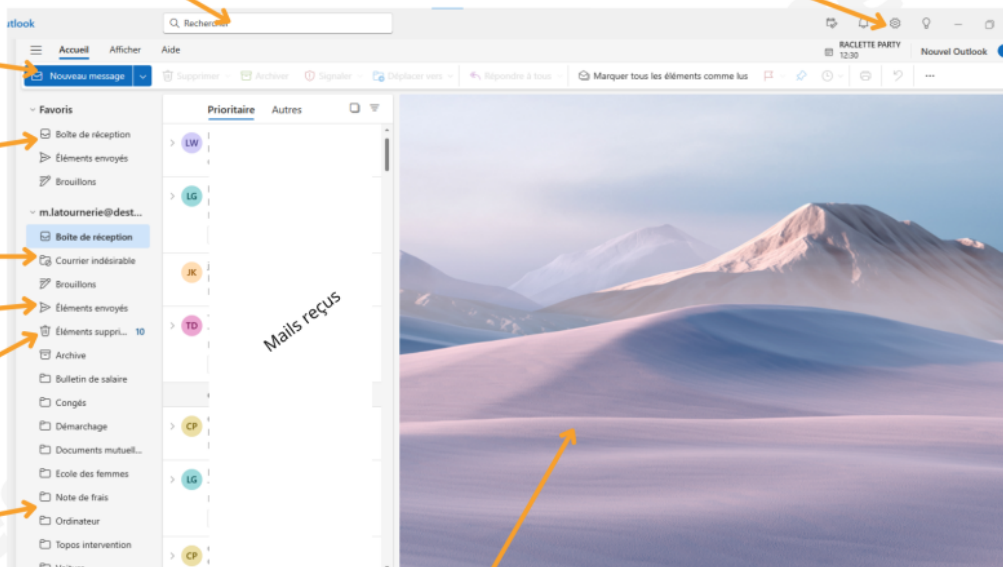 utlook
Rechercher
Accueil Afficher Aide
RACLETTE PARTY
12:30
Nouvel Outlook
Nouveau message
Supprimer Archiver Signaler Déplacer vers Répondre à tous Marquer tous les éléments comme lus ...
Favoris
Boîte de réception
Éléments envoyés
Brouillons
m.latournerie@dest...
Boîte de réception
Courrier indésirable
Brouillons
Éléments envoyés
Éléments suppri... 10
Archive
Bulletin de salaire
Congés
Démarchage
Documents mutuell...
Ecole des femmes
Note de frais
Ordinateur
Topos intervention
Prioritaire Autres
LW
LG
JK
TD
CP
LG
CP
Mails reçus